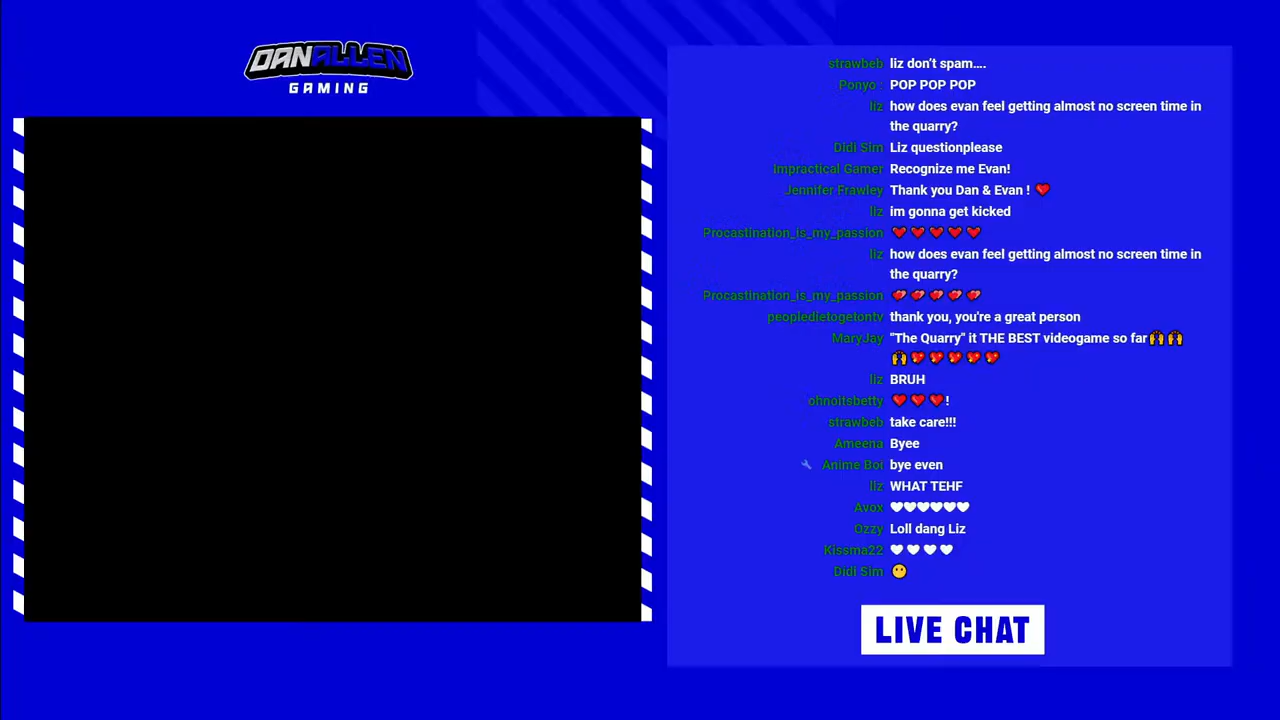 DANALLEN
GAMING
strawbeb liz don't spam....
Ponyo : POP POP POP
liz how does evan feel getting almost no screen time in
the quarry?
Didi Sim Liz questionplease
Impractical Gamer Recognize me Evan!
Jennifer Frawley Thank you Dan & Evan ! ❤️
liz im gonna get kicked
Procastination_is_my_passion ❤️ ❤️ ❤️ ❤️ ❤️
liz how does evan feel getting almost no screen time in
the quarry?
Procastination_is_my_passion 💕 💕 💕 💕 💕
peopledietogetonty thank you, you're a great person
MaryJay "The Quarry" it THE BEST videogame so far🙌 🙌
🙌 💖 💖 💖 💖 💖
liz BRUH
ohnoitsbetty ❤️ ❤️ ❤️ !
strawbeb take care!!!
Ameena Byee
Anime Boi bye even
liz WHAT TEHF
Avox 🤍🤍🤍🤍🤍🤍
Ozzy Loll dang Liz
Kissma22 🤍 🤍 🤍 🤍
Didi Sim 😶
LIVE CHAT